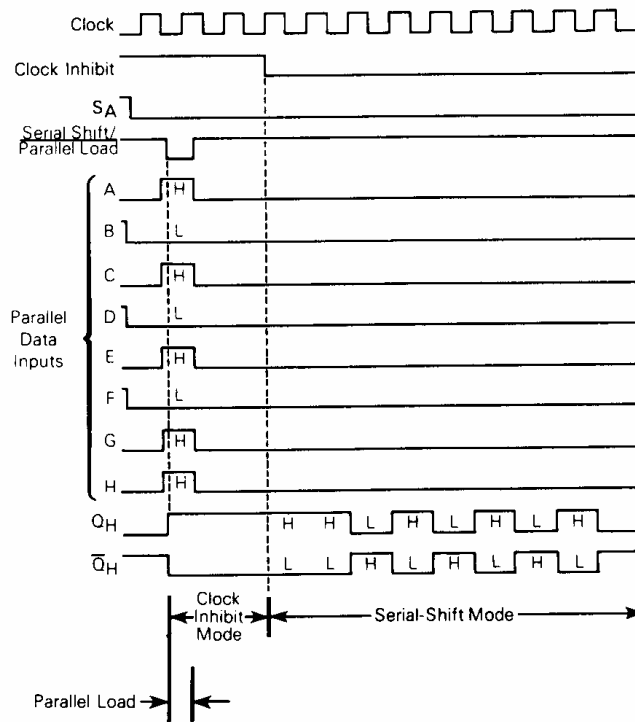 Clock
Clock Inhibit
SA
Serial Shift/
Parallel Load
A H
B L
C H
D L
E H
F L
G H
H H
Parallel
Data
Inputs
QH H H L H L H L H
Q̅H L L H L H L H L
Clock
Inhibit
Mode
Serial-Shift Mode
Parallel Load